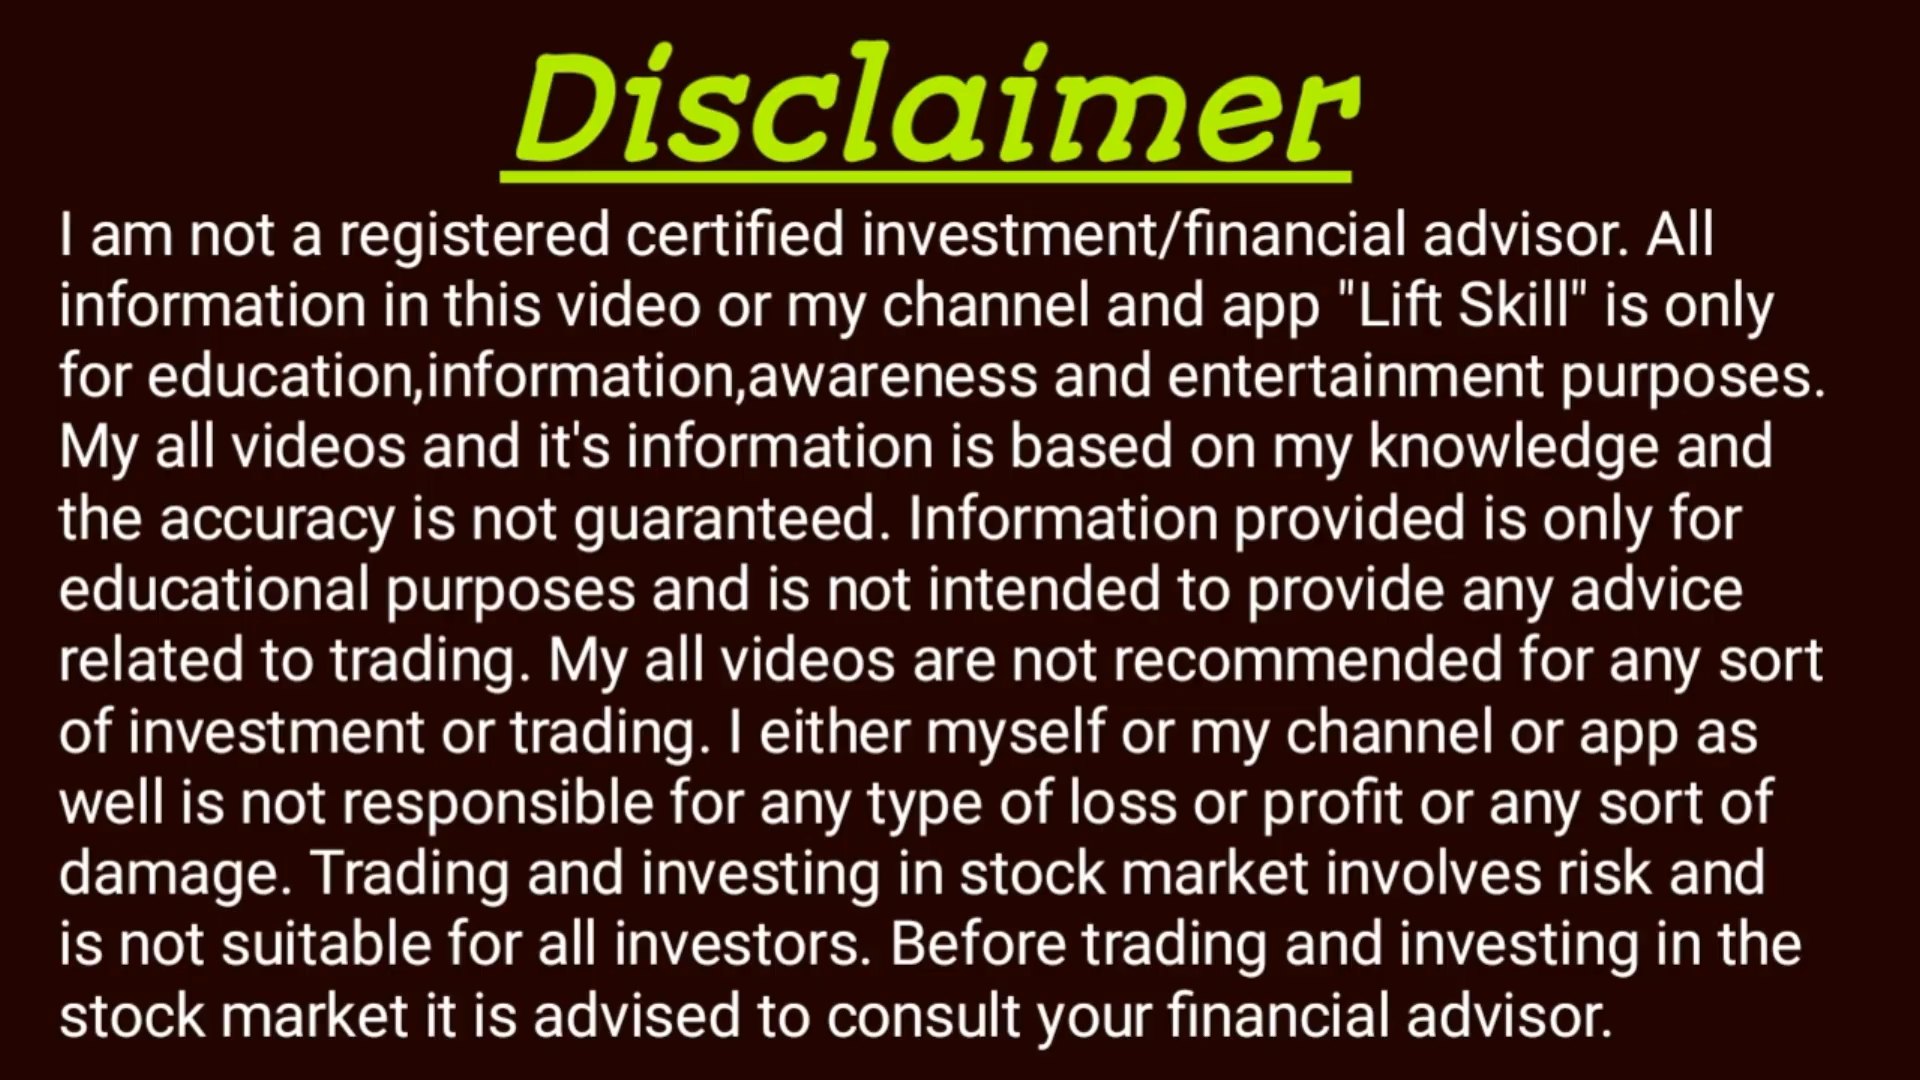 Disclaimer
I am not a registered certified investment/financial advisor. All
information in this video or my channel and app "Lift Skill" is only
for education,information,awareness and entertainment purposes.
My all videos and it's information is based on my knowledge and
the accuracy is not guaranteed. Information provided is only for
educational purposes and is not intended to provide any advice
related to trading. My all videos are not recommended for any sort
of investment or trading. I either myself or my channel or app as
well is not responsible for any type of loss or profit or any sort of
damage. Trading and investing in stock market involves risk and
is not suitable for all investors. Before trading and investing in the
stock market it is advised to consult your financial advisor.